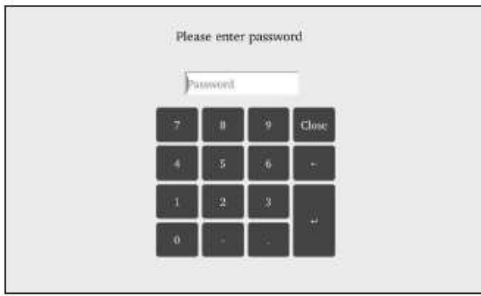 Please enter password
Password
7 8 9 Close
4 5 6 ←
1 2 3 ↵
0 - .